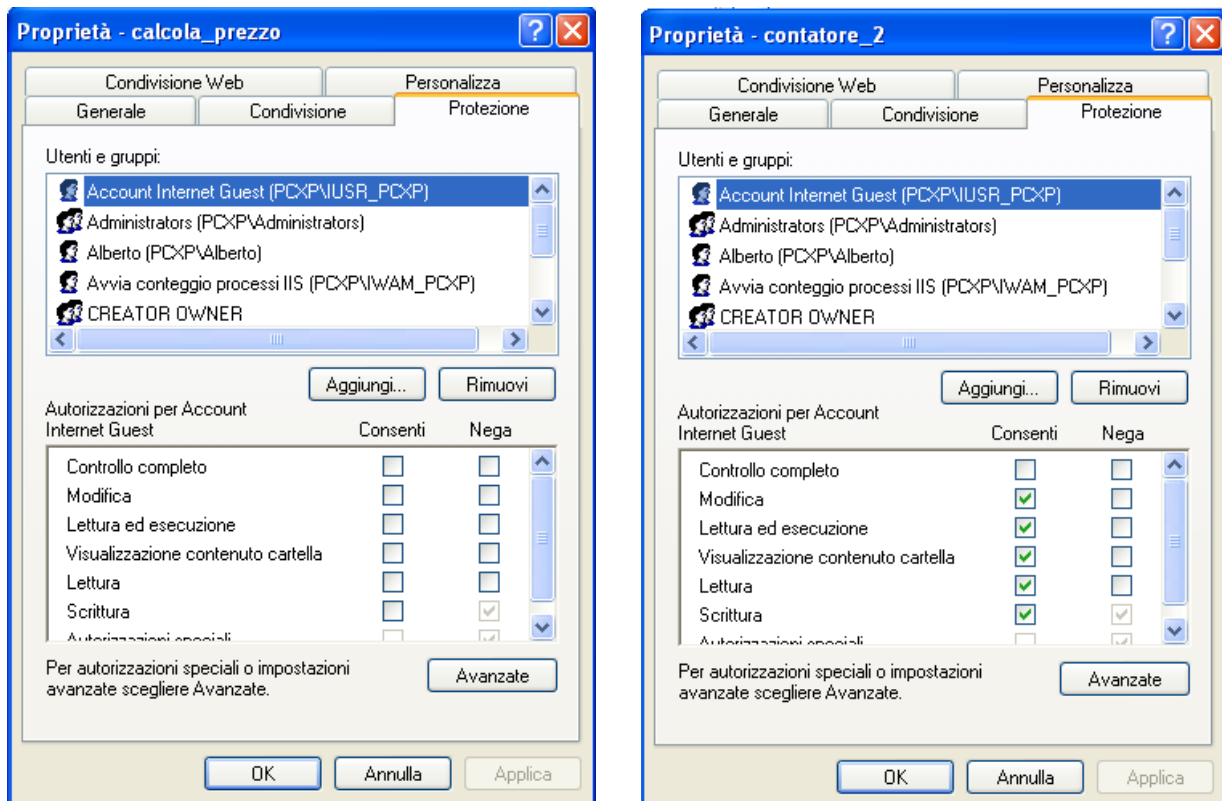 Proprietà - calcola_prezzo
Condivisione Web
Personalizza
Generale
Condivisione
Protezione
Utenti e gruppi:
Account Internet Guest (PCXP\IUSR_PCXP)
Administrators (PCXP\Administrators)
Alberto (PCXP\Alberto)
Avvia conteggio processi IIS (PCXP\IWAM_PCXP)
CREATOR OWNER
Aggiungi...
Rimuovi
Autorizzazioni per Account
Internet Guest
Consenti
Nega
Controllo completo
Modifica
Lettura ed esecuzione
Visualizzazione contenuto cartella
Lettura
Scrittura
Autorizzazioni speciali
Per autorizzazioni speciali o impostazioni
avanzate scegliere Avanzate.
Avanzate
OK
Annulla
Applica
Proprietà - contatore_2
Condivisione Web
Personalizza
Generale
Condivisione
Protezione
Utenti e gruppi:
Account Internet Guest (PCXP\IUSR_PCXP)
Administrators (PCXP\Administrators)
Alberto (PCXP\Alberto)
Avvia conteggio processi IIS (PCXP\IWAM_PCXP)
CREATOR OWNER
Aggiungi...
Rimuovi
Autorizzazioni per Account
Internet Guest
Consenti
Nega
Controllo completo
Modifica
Lettura ed esecuzione
Visualizzazione contenuto cartella
Lettura
Scrittura
Autorizzazioni speciali
Per autorizzazioni speciali o impostazioni
avanzate scegliere Avanzate.
Avanzate
OK
Annulla
Applica